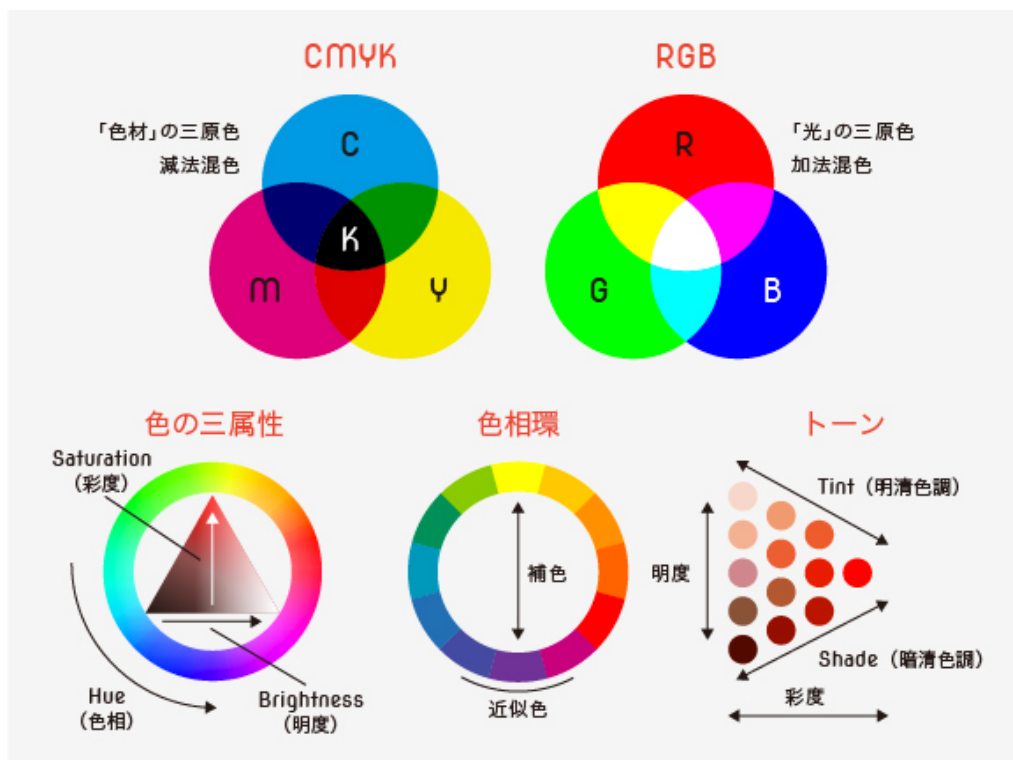 CMYK
「色材」の三原色
減法混色
C
M
Y
K
RGB
「光」の三原色
加法混色
R
G
B
色の三属性
Saturation
（彩度）
Hue
（色相）
Brightness
（明度）
色相環
補色
近似色
トーン
Tint（明清色調）
明度
Shade（暗清色調）
彩度